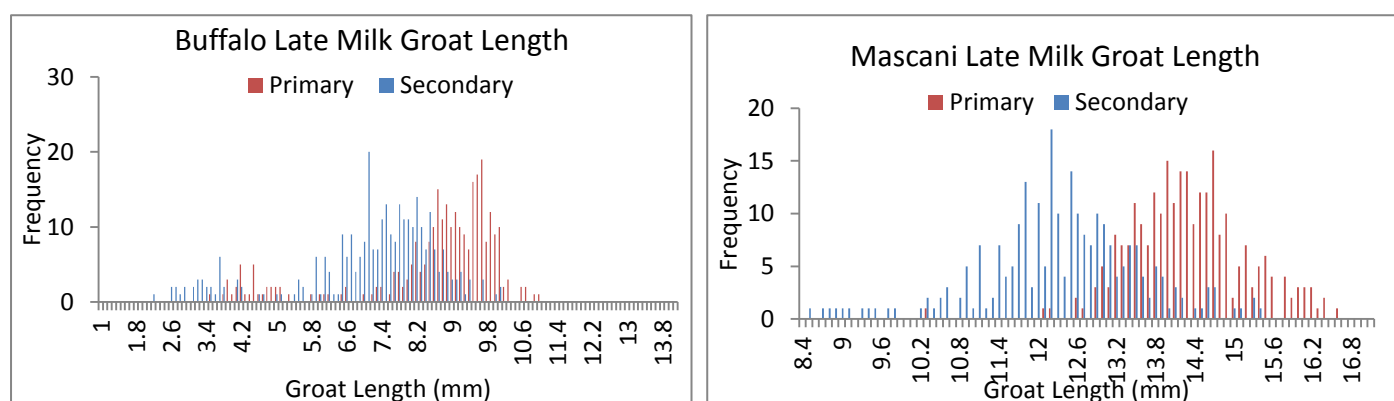 Buffalo Late Milk Groat Length
Primary Secondary
30
20
10
0
Frequency
1 1.8 2.6 3.4 4.2 5 5.8 6.6 7.4 8.2 9 9.8 10.6 11.4 12.2 13 13.8
Groat Length (mm)
Mascani Late Milk Groat Length
Primary Secondary
20
15
10
5
0
Frequency
8.4 9 9.6 10.2 10.8 11.4 12 12.6 13.2 13.8 14.4 15 15.6 16.2 16.8
Groat Length (mm)